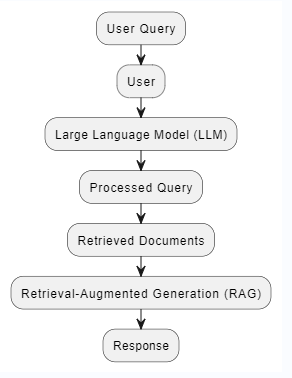 User Query
User
Large Language Model (LLM)
Processed Query
Retrieved Documents
Retrieval-Augmented Generation (RAG)
Response